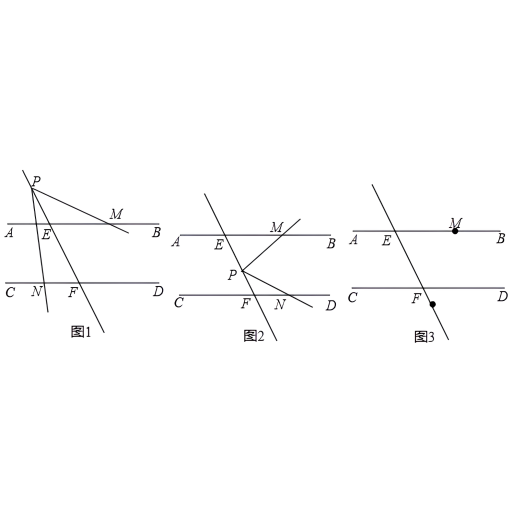 P
M
A E B
C N F D
图1
A E M B
P
C F N D
图2
M
A E B
C F D
图3